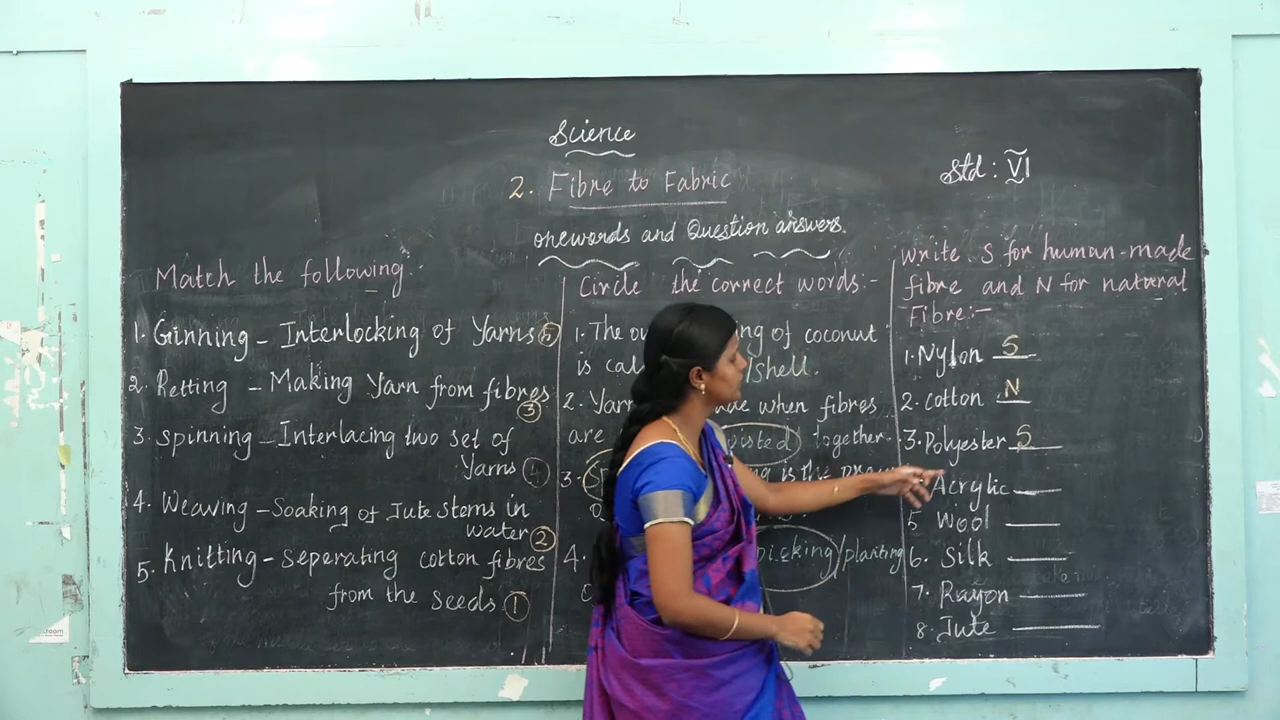 Science
2. Fibre to Fabric
Std : VI
onewords and Question answers.
Match the following:-
1. Ginning - Interlocking of Yarns 5
2. Retting - Making Yarn from fibres
3
3. spinning - Interlacing two set of
Yarns 4
4. Weaving - Soaking of Jute stems in
water 2
5. Knitting - Seperating cotton fibres
from the seeds 1
Circle the correct words:-
1. The of coconut
is shell.
2. Yarn when fibres
are together.
3. is the
4. picking/planting
Write S for human-made
fibre and N for natural
Fibre:-
1. Nylon S
2. cotton N
3. Polyester S
Acrylic
5 Wool
6. Silk
7. Rayon
8. Jute